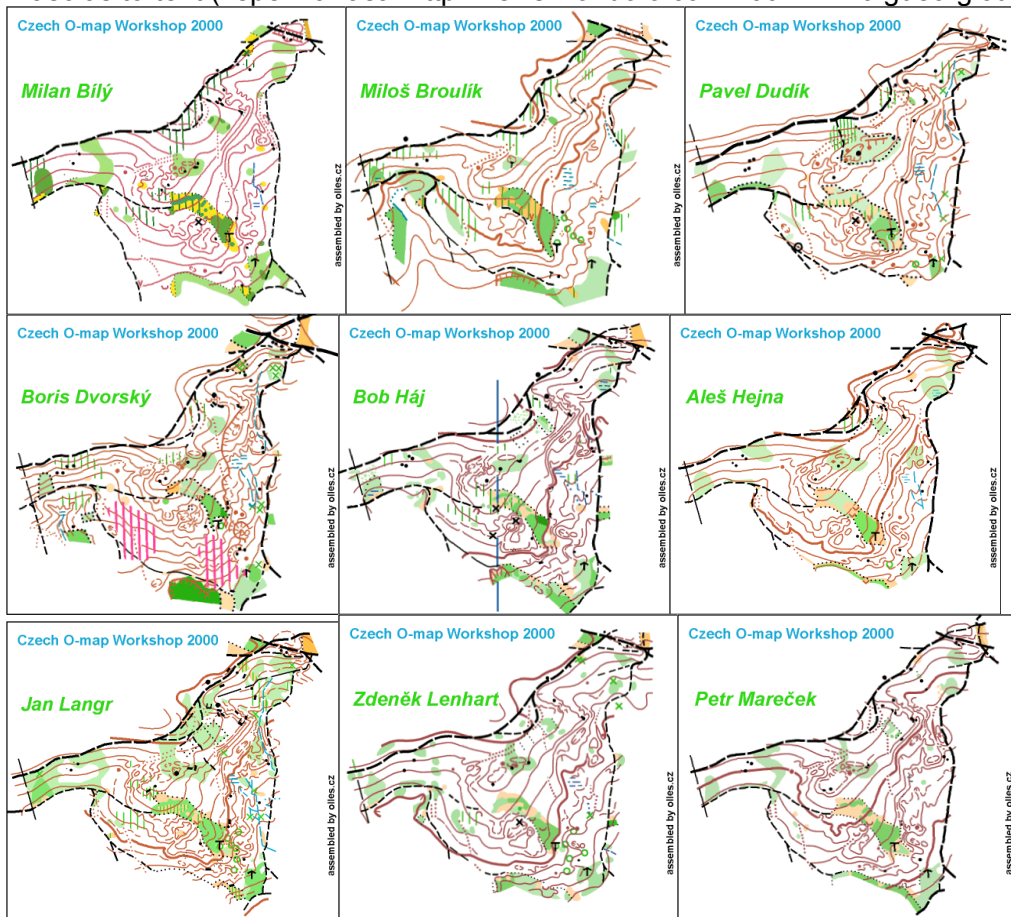 Czech O-map Workshop 2000
Milan Bílý
assembled by olles.cz
Czech O-map Workshop 2000
Miloš Broulík
assembled by olles.cz
Czech O-map Workshop 2000
Pavel Dudík
assembled by olles.cz
Czech O-map Workshop 2000
Boris Dvorský
assembled by olles.cz
Czech O-map Workshop 2000
Bob Háj
assembled by olles.cz
Czech O-map Workshop 2000
Aleš Hejna
assembled by olles.cz
Czech O-map Workshop 2000
Jan Langr
assembled by olles.cz
Czech O-map Workshop 2000
Zdeněk Lenhart
assembled by olles.cz
Czech O-map Workshop 2000
Petr Mareček
assembled by olles.cz